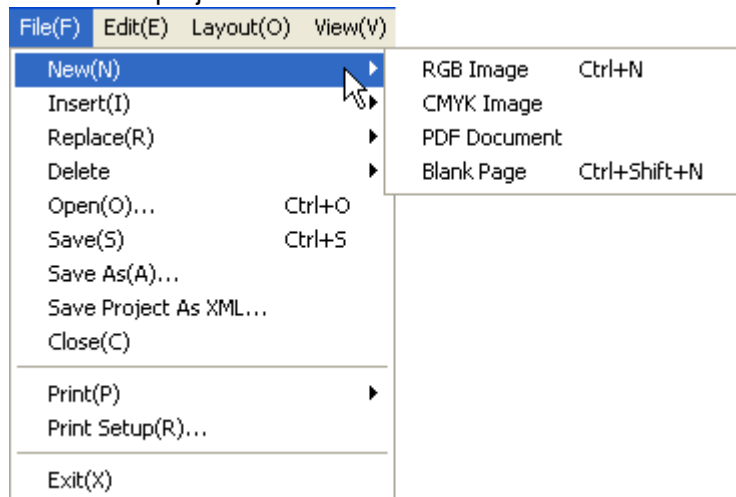 File(F) Edit(E) Layout(O) View(V)
New(N)
Insert(I)
Replace(R)
Delete
Open(O)... Ctrl+O
Save(S) Ctrl+S
Save As(A)...
Save Project As XML...
Close(C)
Print(P)
Print Setup(R)...
Exit(X)
RGB Image Ctrl+N
CMYK Image
PDF Document
Blank Page Ctrl+Shift+N